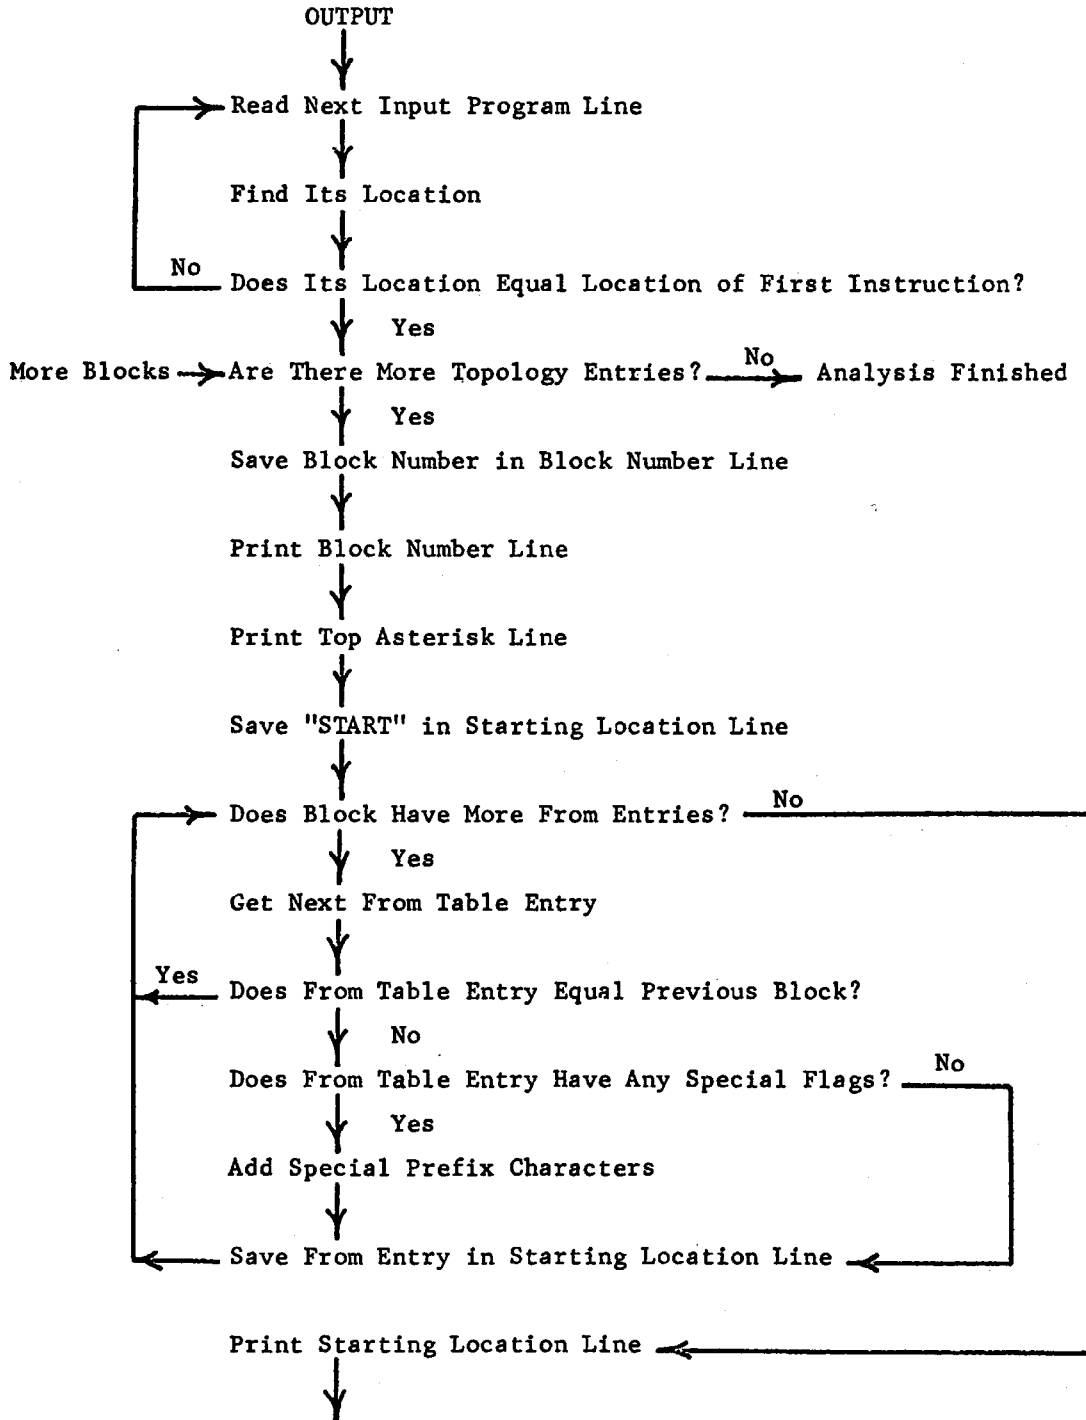 OUTPUT
Read Next Input Program Line
Find Its Location
No
Does Its Location Equal Location of First Instruction?
Yes
More Blocks
Are There More Topology Entries?
No
Analysis Finished
Yes
Save Block Number in Block Number Line
Print Block Number Line
Print Top Asterisk Line
Save "START" in Starting Location Line
Does Block Have More From Entries?
No
Yes
Get Next From Table Entry
Yes
Does From Table Entry Equal Previous Block?
No
Does From Table Entry Have Any Special Flags?
No
Yes
Add Special Prefix Characters
Save From Entry in Starting Location Line
Print Starting Location Line